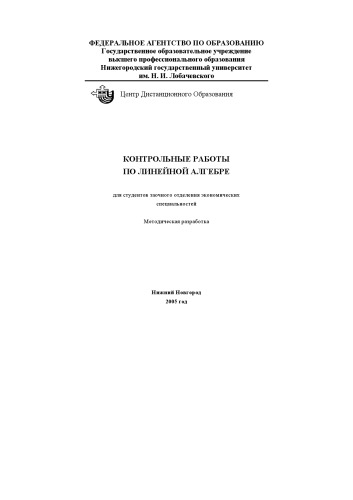 ФЕДЕРАЛЬНОЕ АГЕНТСТВО ПО ОБРАЗОВАНИЮ
Государственное образовательное учреждение
высшего профессионального образования
Нижегородский государственный университет
им. Н. И. Лобачевского
Центр Дистанционного Образования
КОНТРОЛЬНЫЕ РАБОТЫ
ПО ЛИНЕЙНОЙ АЛГЕБРЕ
для студентов заочного отделения экономических
специальностей
Методическая разработка
Нижний Новгород
2005 год